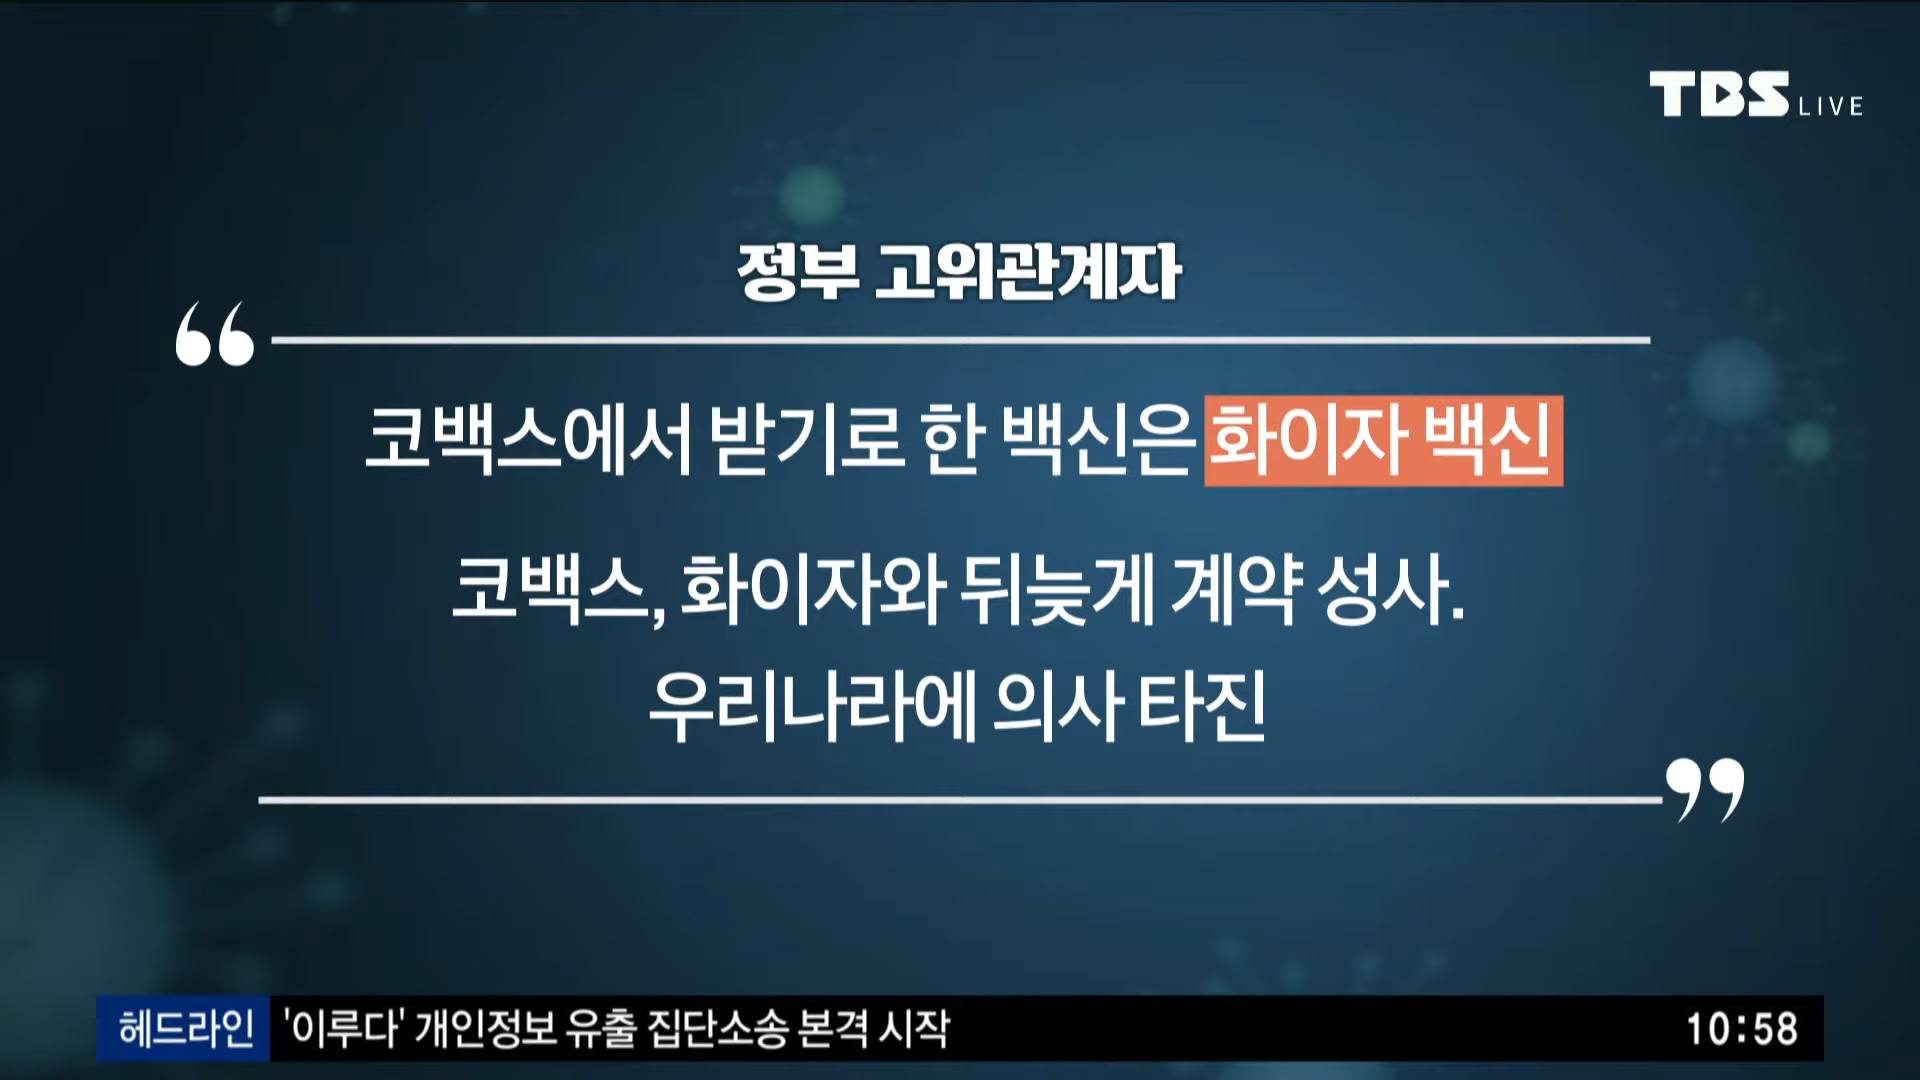 TBS LIVE
정부 고위관계자
“
코백스에서 받기로 한 백신은 화이자 백신
코백스, 화이자와 뒤늦게 계약 성사.
우리나라에 의사 타진
”
헤드라인 '이루다' 개인정보 유출 집단소송 본격 시작 10:58